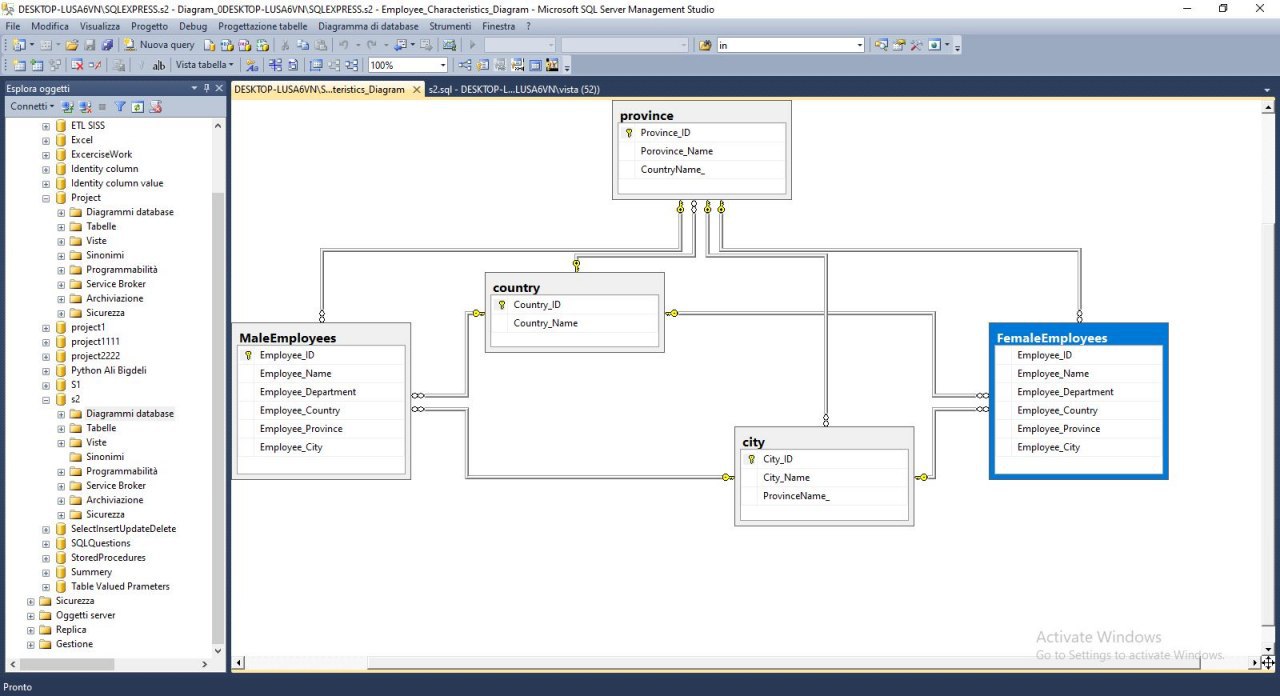 DESKTOP-LUSA6VN\SQLEXPRESS.s2 - Diagram_0DESKTOP-LUSA6VN\SQLEXPRESS.s2 - Employee_Characteristics_Diagram - Microsoft SQL Server Management Studio
File Modifica Visualizza Progetto Debug Progettazione tabelle Diagramma di database Strumenti Finestra ?
Nuova query in
alb Vista tabella 100%
Esplora oggetti
DESKTOP-LUSA6VN\S...teristics_Diagram s2.sql - DESKTOP-L...LUSA6VN\vista (52))
Connetti
ETL SISS
Excel
ExcerciseWork
Identity column
Identity column value
Project
Diagrammi database
Tabelle
Viste
Sinonimi
Programmabilità
Service Broker
Archiviazione
Sicurezza
project1
project1111
project2222
Python Ali Bigdeli
S1
s2
Diagrammi database
Tabelle
Viste
Sinonimi
Programmabilità
Service Broker
Archiviazione
Sicurezza
SelectInsertUpdateDelete
SQLQuestions
StoredProcedures
Summery
Table Valued Prameters
Sicurezza
Oggetti server
Replica
Gestione
province
Province_ID
Porovince_Name
CountryName_
country
Country_ID
Country_Name
MaleEmployees
Employee_ID
Employee_Name
Employee_Department
Employee_Country
Employee_Province
Employee_City
FemaleEmployees
Employee_ID
Employee_Name
Employee_Department
Employee_Country
Employee_Province
Employee_City
city
City_ID
City_Name
ProvinceName_
Activate Windows
Go to Settings to activate Windows.
Pronto